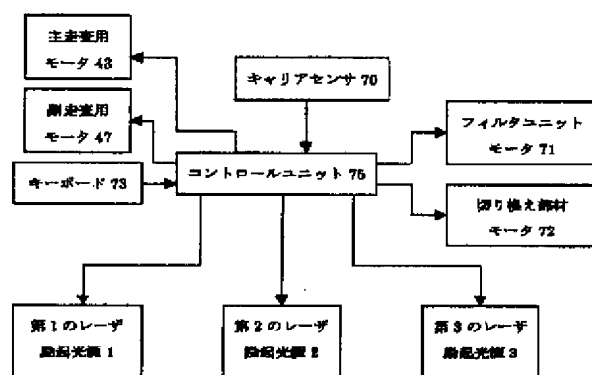 主走査用
モータ 43
キャリアセンサ 70
副走査用
モータ 47
フィルタユニット
モータ 71
キーボード 73
コントロールユニット 75
切り換え部材
モータ 72
第1のレーザ
励起光源 1
第2のレーザ
励起光源 2
第3のレーザ
励起光源 3